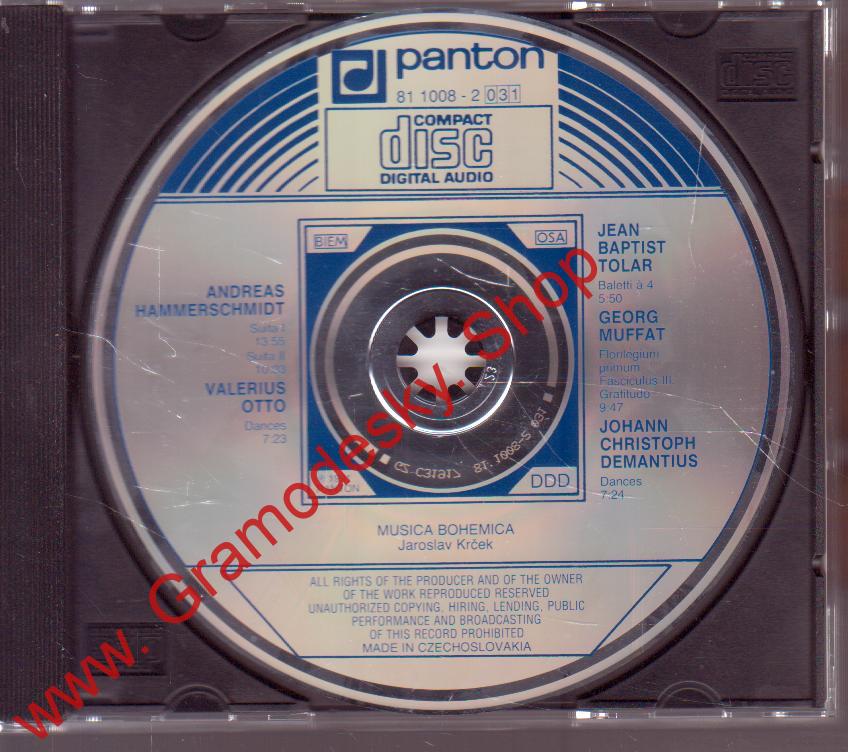 panton
81 1008 - 2 031
COMPACT
disc
DIGITAL AUDIO
BIEM
OSA
ANDREAS
HAMMERSCHMIDT
Suita I
13 55
Suita II
10:33
VALERIUS
OTTO
Dances
7:23
JEAN
BAPTIST
TOLAR
Baletti à 4
5:50
GEORG
MUFFAT
Florilegium
primum
Fasciculus III.
Gratitudo
9:47
JOHANN
CHRISTOPH
DEMANTIUS
Dances
7:24
DDD
MUSICA BOHEMICA
Jaroslav Krček
ALL RIGHTS OF THE PRODUCER AND OF THE OWNER
OF THE WORK REPRODUCED RESERVED
UNAUTHORIZED COPYING, HIRING, LENDING, PUBLIC
PERFORMANCE AND BROADCASTING
OF THIS RECORD PROHIBITED
MADE IN CZECHOSLOVAKIA
www. Gramodesky. Shop